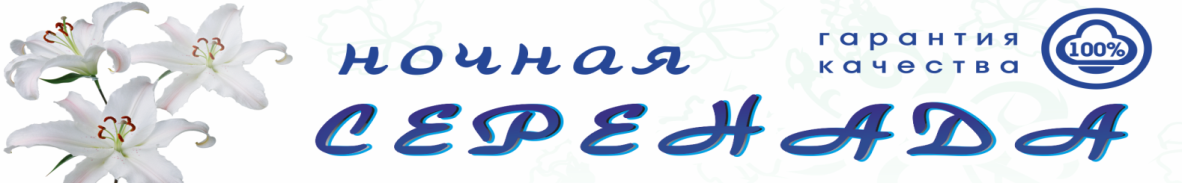 ночная
СЕРЕНАДА
гарантия
качества
100%